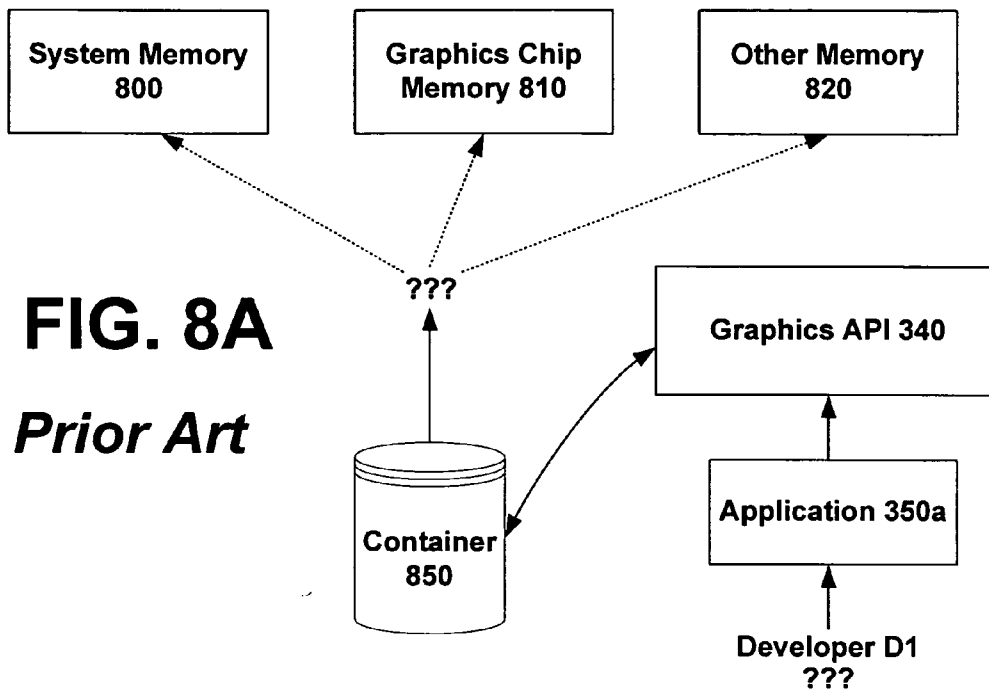 System Memory
800
Graphics Chip
Memory 810
Other Memory
820
???
FIG. 8A
Prior Art
Graphics API 340
Container
850
Application 350a
Developer D1
???